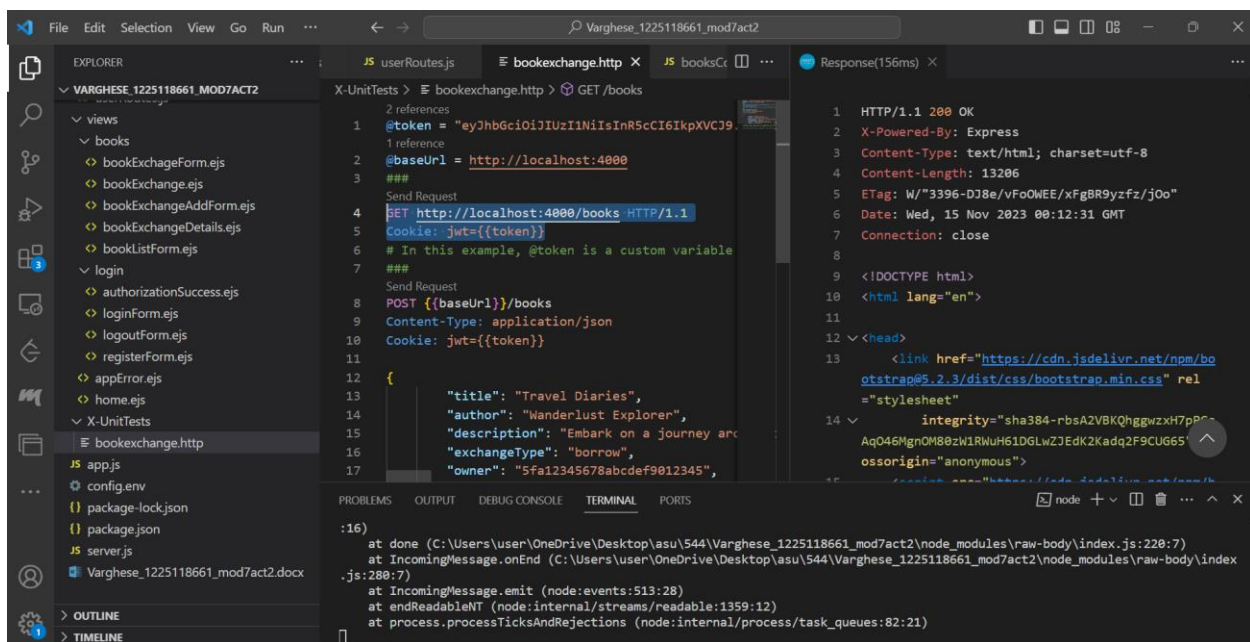 File Edit Selection View Go Run ···
Varghese_1225118661_mod7act2
EXPLORER
VARGHESE_1225118661_MOD7ACT2
views
books
bookExchageForm.ejs
bookExchange.ejs
bookExchangeAddForm.ejs
bookExchangeDetails.ejs
bookListForm.ejs
login
authorizationSuccess.ejs
loginForm.ejs
logoutForm.ejs
registerForm.ejs
appError.ejs
home.ejs
X-UnitTests
bookexchange.http
JS app.js
config.env
{} package-lock.json
{} package.json
JS server.js
Varghese_1225118661_mod7act2.docx
OUTLINE
TIMELINE
3
1
JS userRoutes.js
bookexchange.http
JS booksCo
X-UnitTests > bookexchange.http > GET /books
2 references
1 @token = "eyJhbGciOiJIUzI1NiIsInR5cCI6IkpXVCJ9.
1 reference
2 @baseUrl = http://localhost:4000
3 ###
Send Request
4 GET http://localhost:4000/books HTTP/1.1
5 Cookie: jwt={{token}}
6 # In this example, @token is a custom variable
7 ###
Send Request
8 POST {{baseUrl}}/books
9 Content-Type: application/json
10 Cookie: jwt={{token}}
11
12 {
13 "title": "Travel Diaries",
14 "author": "Wanderlust Explorer",
15 "description": "Embark on a journey arc
16 "exchangeType": "borrow",
17 "owner": "5fa12345678abcdef9012345",
Response(156ms)
1 HTTP/1.1 200 OK
2 X-Powered-By: Express
3 Content-Type: text/html; charset=utf-8
4 Content-Length: 13206
5 ETag: W/"3396-DJ8e/vFoOWEE/xFgBR9yzfz/jOo"
6 Date: Wed, 15 Nov 2023 00:12:31 GMT
7 Connection: close
8
9 <!DOCTYPE html>
10 <html lang="en">
11
12 <head>
13 <link href="https://cdn.jsdelivr.net/npm/bo
otstrap@5.2.3/dist/css/bootstrap.min.css" rel
="stylesheet"
14 integrity="sha384-rbsA2VBKQhggwzxH7pPC
AqO46MgnOM80zW1RWuH61DGLwZJEdK2Kadq2F9CUG65
ossorigin="anonymous">
PROBLEMS OUTPUT DEBUG CONSOLE TERMINAL PORTS
node
:16)
at done (C:\Users\user\OneDrive\Desktop\asu\544\Varghese_1225118661_mod7act2\node_modules\raw-body\index.js:220:7)
at IncomingMessage.onEnd (C:\Users\user\OneDrive\Desktop\asu\544\Varghese_1225118661_mod7act2\node_modules\raw-body\index
.js:280:7)
at IncomingMessage.emit (node:events:513:28)
at endReadableNT (node:internal/streams/readable:1359:12)
at process.processTicksAndRejections (node:internal/process/task_queues:82:21)